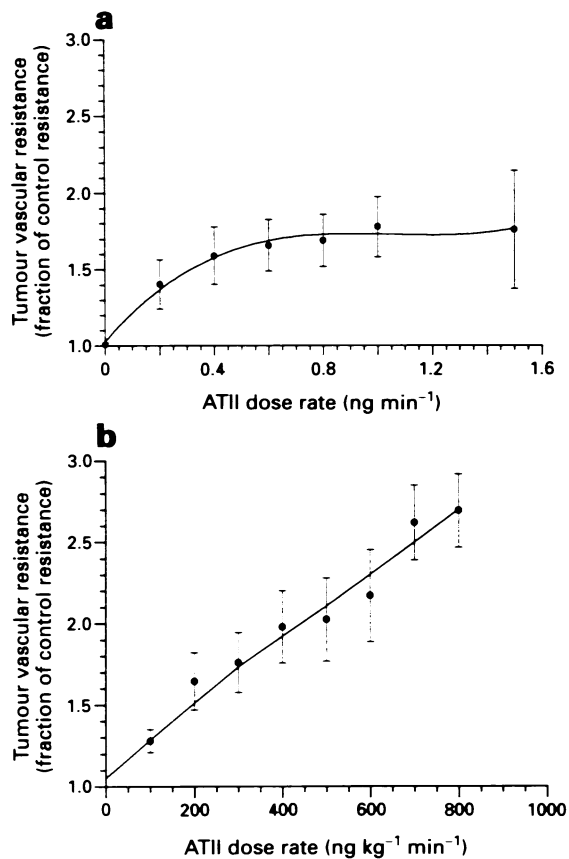 a
Tumour vascular resistance
(fraction of control resistance)
3.0
2.5
2.0
1.5
1.0
0 0.4 0.8 1.2 1.6
ATII dose rate (ng min⁻¹)
b
Tumour vascular resistance
(fraction of control resistance)
3.0
2.5
2.0
1.5
1.0
0 200 400 600 800 1000
ATII dose rate (ng kg⁻¹ min⁻¹)